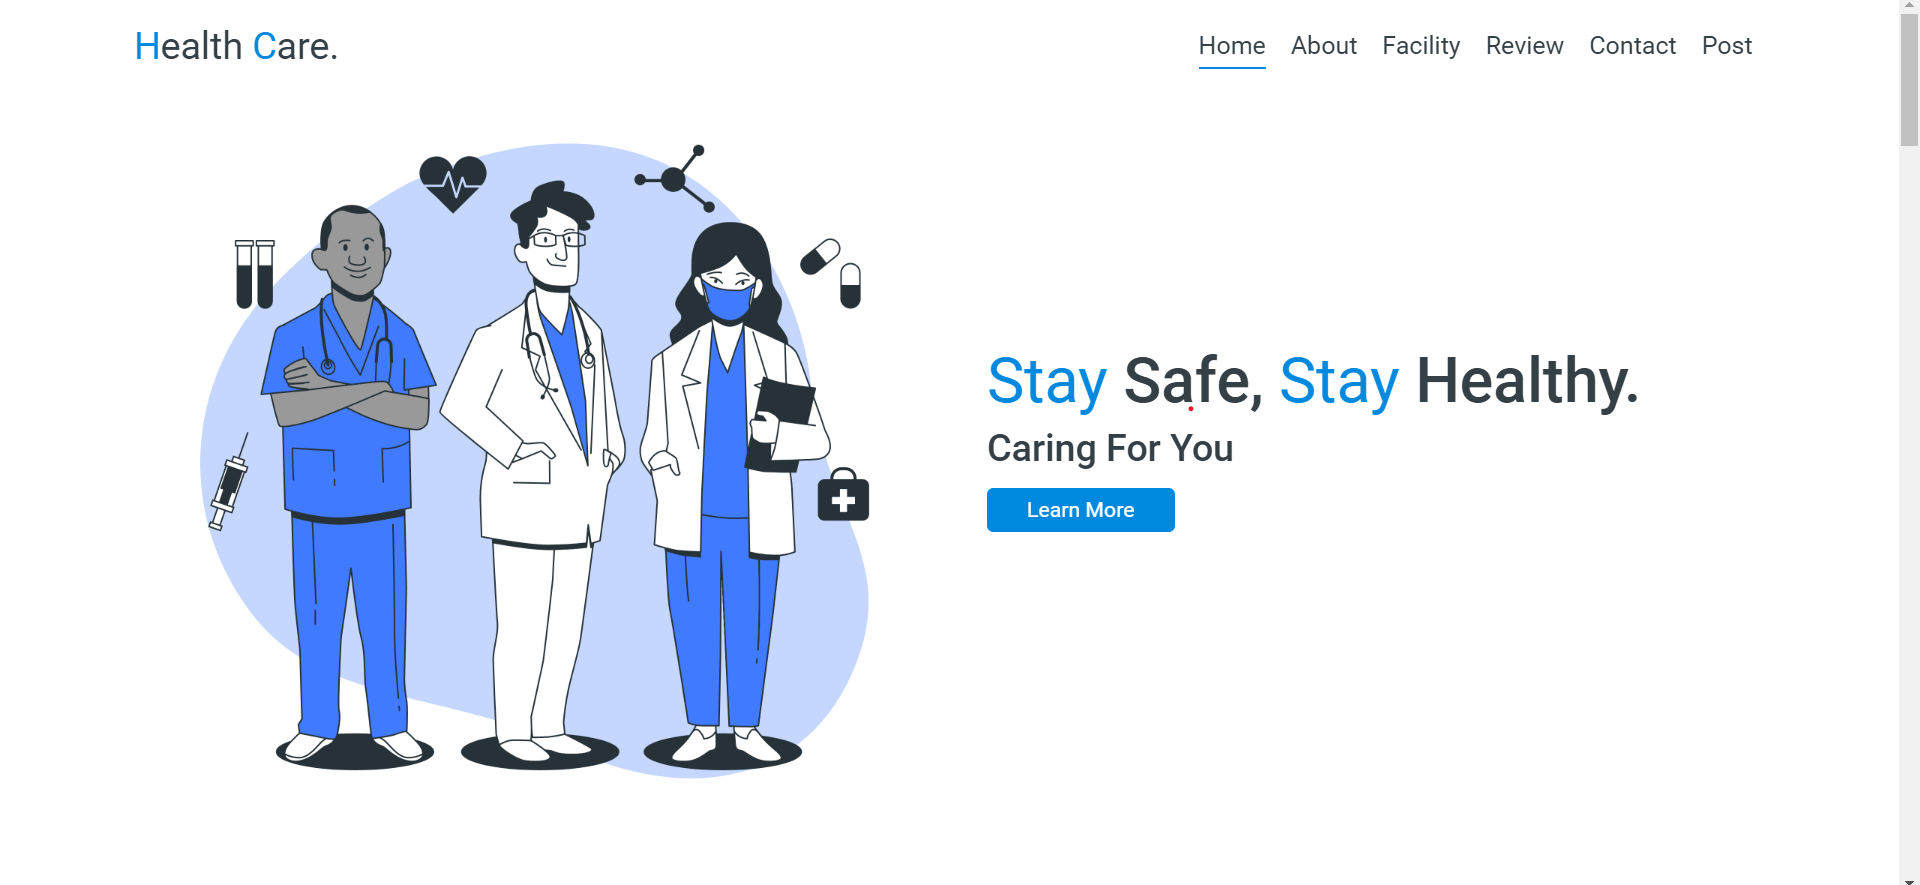 Health Care.
Home About Facility Review Contact Post
Stay Safe, Stay Healthy.
Caring For You
Learn More